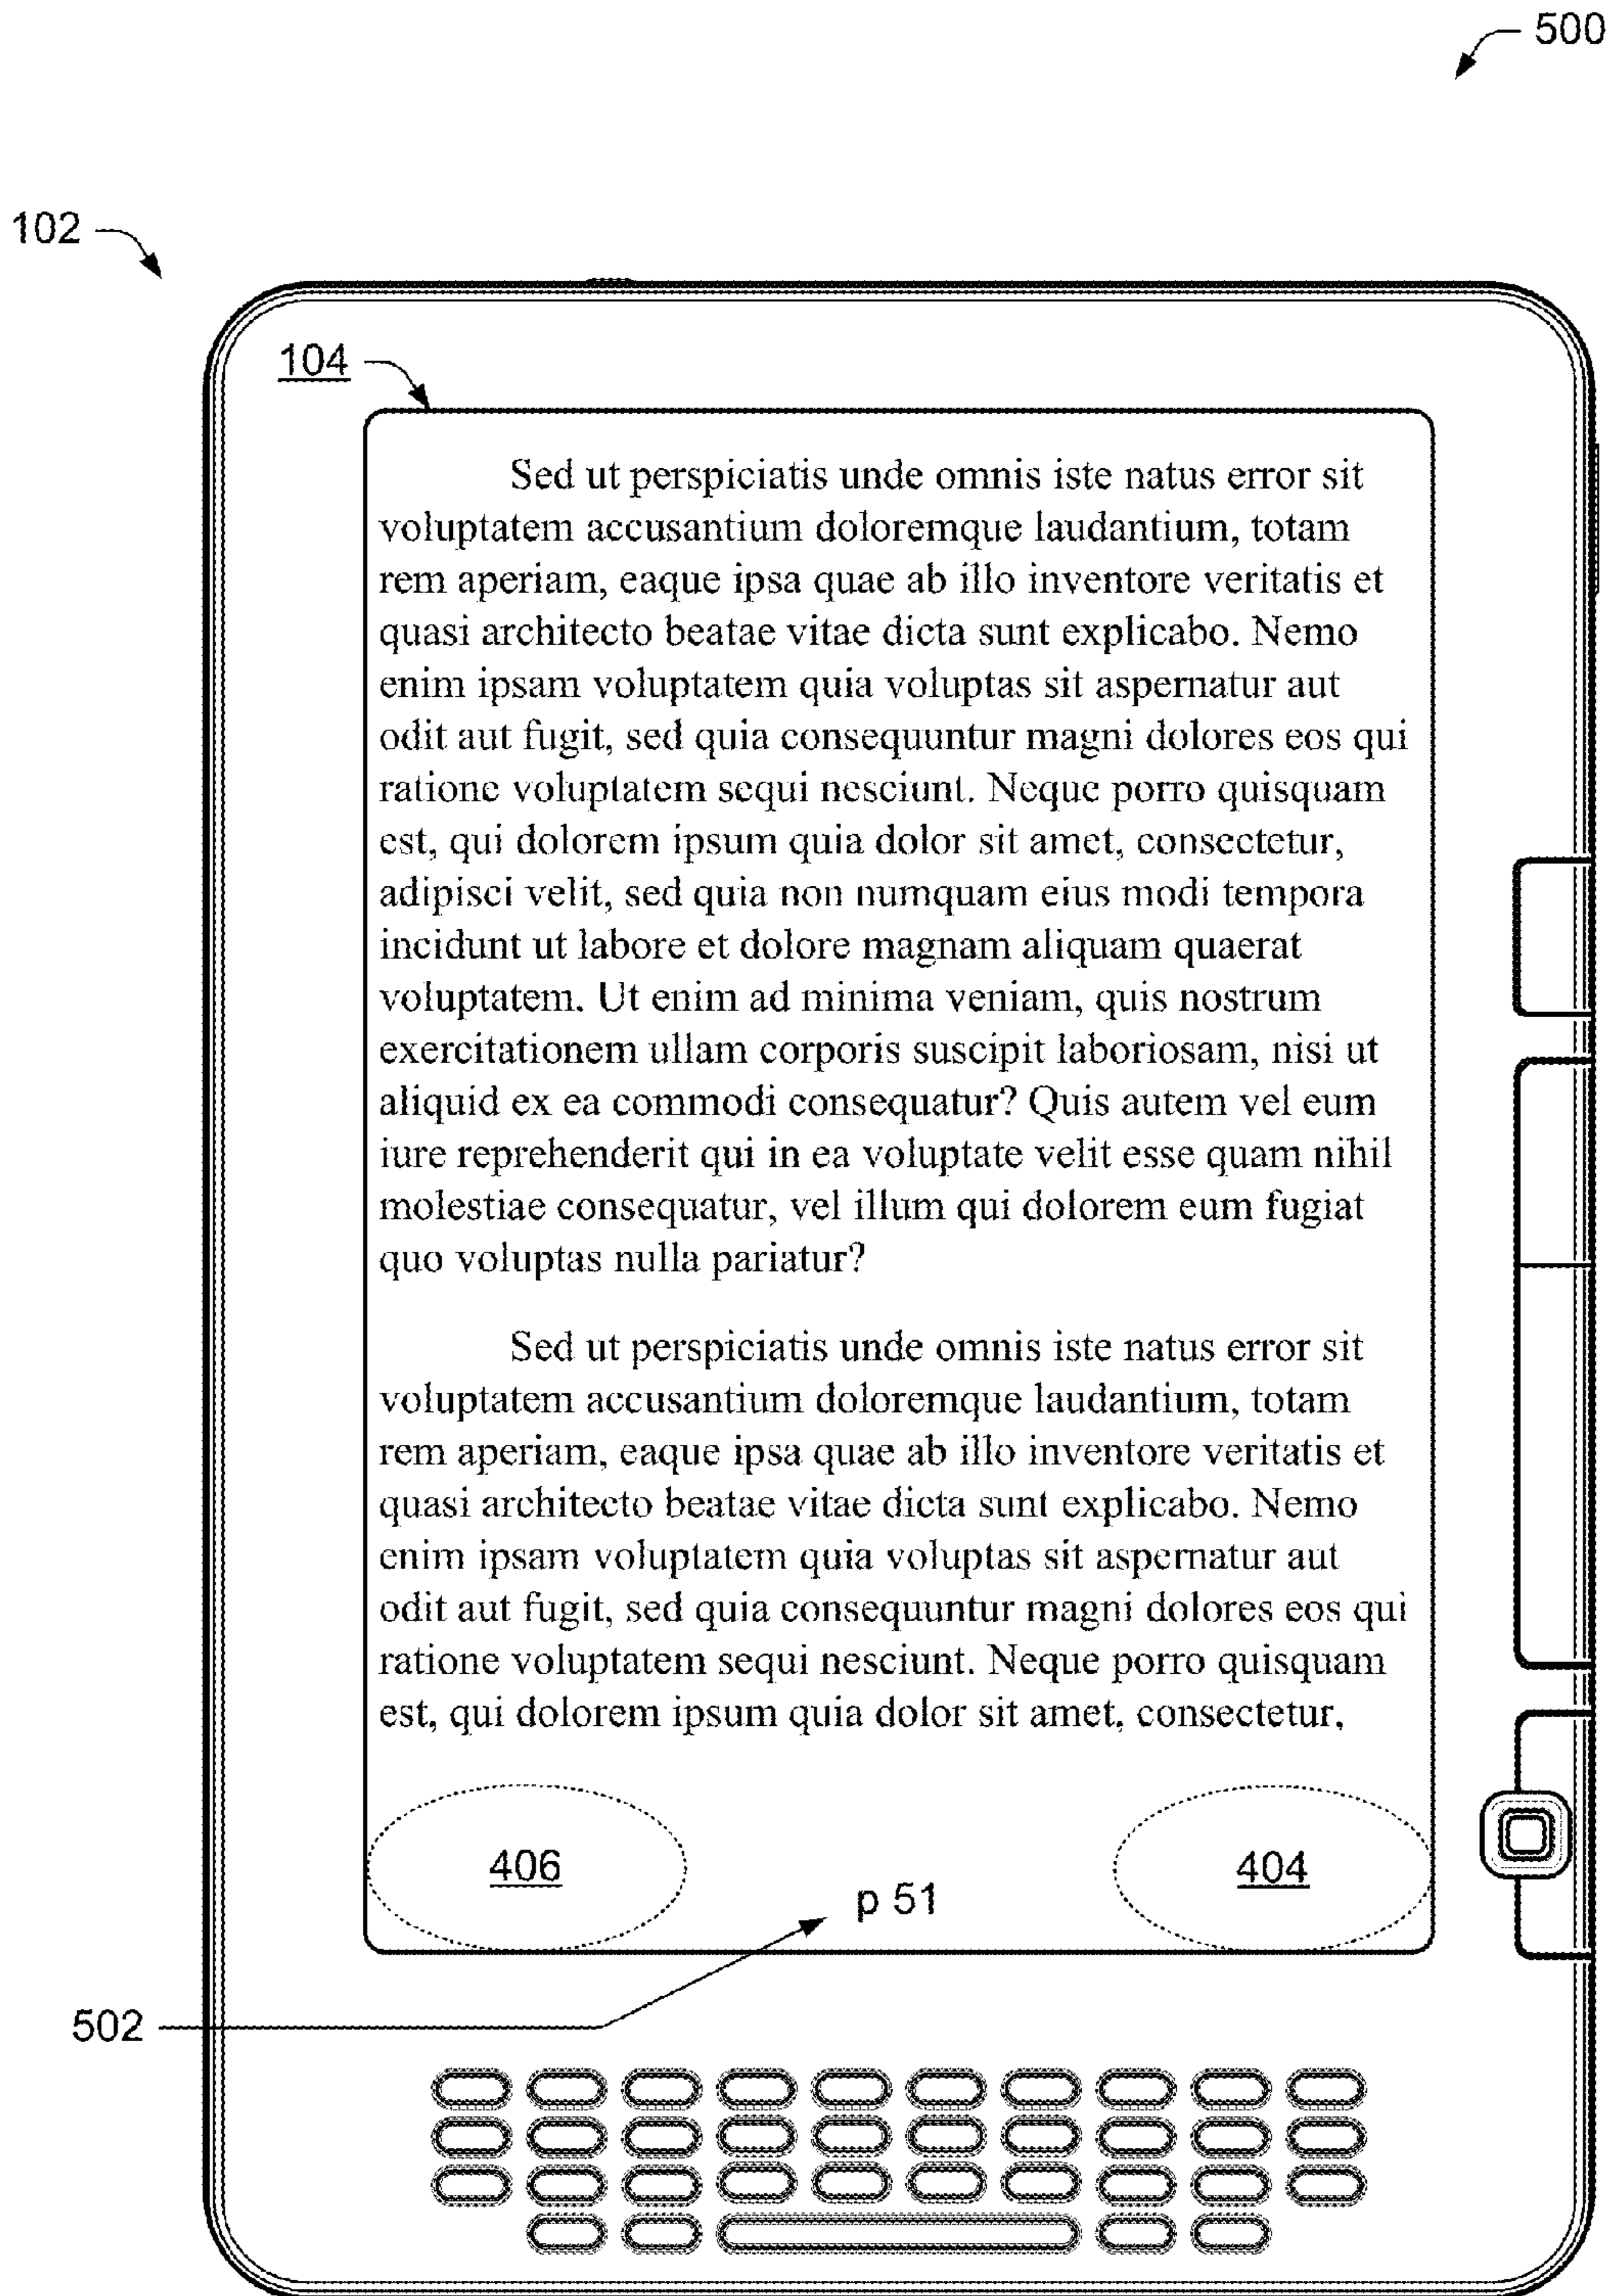 500
102
104
Sed ut perspiciatis unde omnis iste natus error sit
voluptatem accusantium doloremque laudantium, totam
rem aperiam, eaque ipsa quae ab illo inventore veritatis et
quasi architecto beatae vitae dicta sunt explicabo. Nemo
enim ipsam voluptatem quia voluptas sit aspernatur aut
odit aut fugit, sed quia consequuntur magni dolores eos qui
ratione voluptatem sequi nesciunt. Neque porro quisquam
est, qui dolorem ipsum quia dolor sit amet, consectetur,
adipisci velit, sed quia non numquam eius modi tempora
incidunt ut labore et dolore magnam aliquam quaerat
voluptatem. Ut enim ad minima veniam, quis nostrum
exercitationem ullam corporis suscipit laboriosam, nisi ut
aliquid ex ea commodi consequatur? Quis autem vel eum
iure reprehenderit qui in ea voluptate velit esse quam nihil
molestiae consequatur, vel illum qui dolorem eum fugiat
quo voluptas nulla pariatur?
Sed ut perspiciatis unde omnis iste natus error sit
voluptatem accusantium doloremque laudantium, totam
rem aperiam, eaque ipsa quae ab illo inventore veritatis et
quasi architecto beatae vitae dicta sunt explicabo. Nemo
enim ipsam voluptatem quia voluptas sit aspernatur aut
odit aut fugit, sed quia consequuntur magni dolores eos qui
ratione voluptatem sequi nesciunt. Neque porro quisquam
est, qui dolorem ipsum quia dolor sit amet, consectetur,
406
404
p 51
502